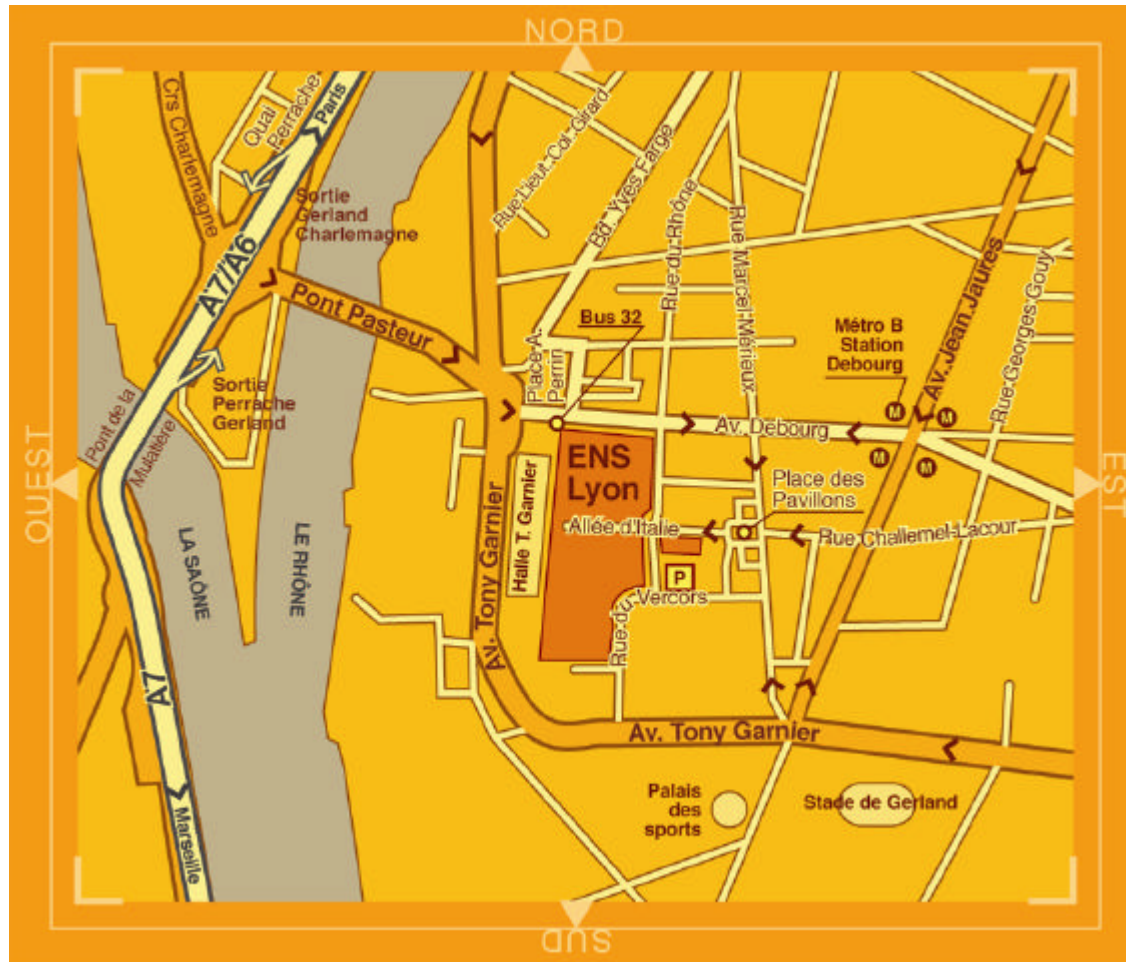 NORD
Crs Charlemagne
Quai
Perrache
Paris
Sortie
Gerland
Charlemagne
A7/A6
Pont Pasteur
Rue Lieut. Col. Girard
Bd. Yves Farge
Rue du Rhône
Rue Marcel Mérieux
Av. Jean Jaures
Rue Georges Gouy
Bus 32
Place A.
Perrin
Métro B
Station
Debourg
M
M
M
M
Av. Debourg
Sortie
Perrache
Gerland
Pont de la
Mulatière
OUEST
EST
ENS
Lyon
Place des
Pavillons
Allée d'Italie
Rue Challemel-Lacour
Halle T. Garnier
Av. Tony Garnier
LA SAÔNE
LE RHÔNE
P
Rue du Vercors
A7
Av. Tony Garnier
Palais
des
sports
Stade de Gerland
Marseille
SUD